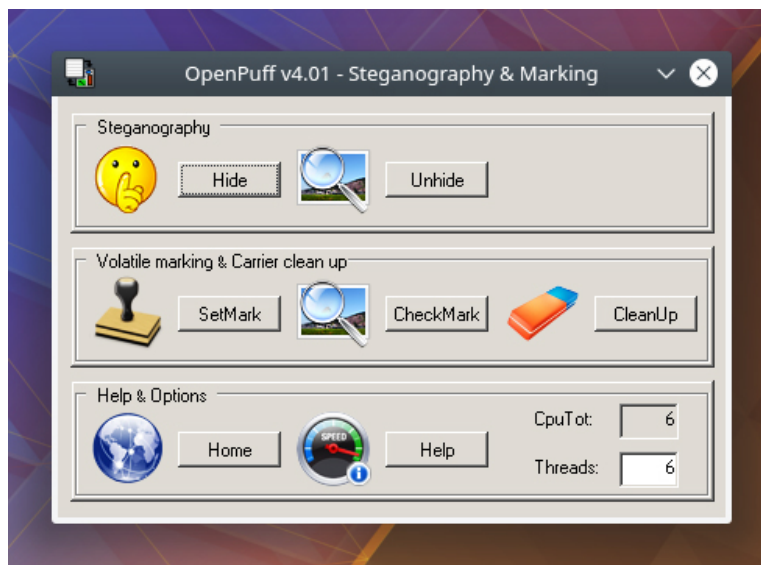 OpenPuff v4.01 - Steganography & Marking
Steganography
Hide
Unhide
Volatile marking & Carrier clean up
SetMark
CheckMark
CleanUp
Help & Options
Home
SPEED
Help
CpuTot: 6
Threads: 6